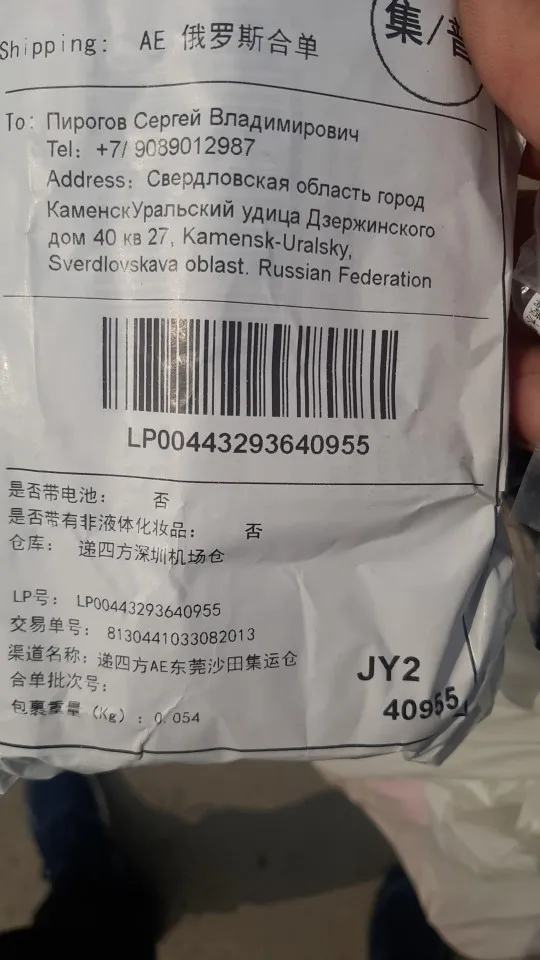 Shipping: AE 俄罗斯合单
集/普
To: Пирогов Сергей Владимирович
Tel: +7/ 9089012987
Address: Свердловская область город
КаменскУральский удица Дзержинского
дом 40 кв 27, Kamensk-Uralsky,
Sverdlovskava oblast. Russian Federation
LP00443293640955
是否带电池: 否
是否带有非液体化妆品: 否
仓库: 递四方深圳机场仓
LP号: LP00443293640955
交易单号: 8130441033082013
渠道名称: 递四方AE东莞沙田集运仓
合单批次号:
包裹重量 (Kg) : 0.054
JY2
40955